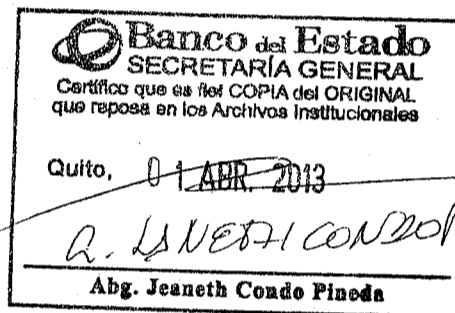 Banco del Estado
SECRETARÍA GENERAL
Certifico que es fiel COPIA del ORIGINAL
que reposa en los Archivos Institucionales
Quito, 01 ABR. 2013
Abg. Jeaneth Condo Pineda